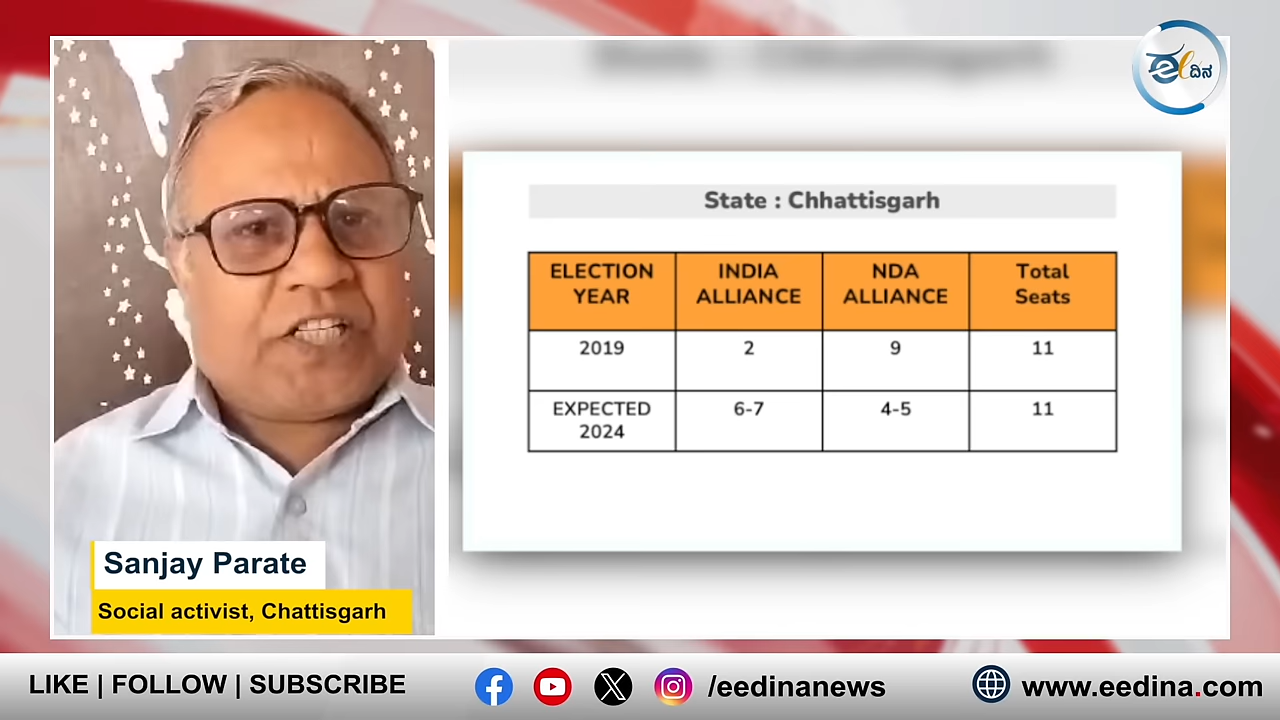 ಈದಿನ
State : Chhattisgarh
ELECTION YEAR
INDIA ALLIANCE
NDA ALLIANCE
Total Seats
2019
2
9
11
EXPECTED 2024
6-7
4-5
11
Sanjay Parate
Social activist, Chattisgarh
LIKE | FOLLOW | SUBSCRIBE
/eedinanews
www.eedina.com